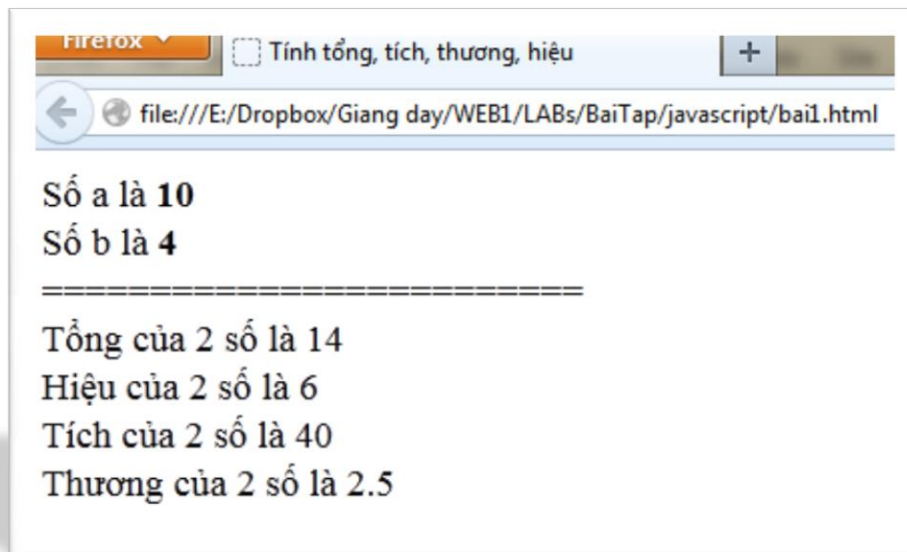 Firefox
Tính tổng, tích, thương, hiệu
+
file:///E:/Dropbox/Giang day/WEB1/LABs/BaiTap/javascript/bai1.html
Số a là 10
Số b là 4
=========================
Tổng của 2 số là 14
Hiệu của 2 số là 6
Tích của 2 số là 40
Thương của 2 số là 2.5